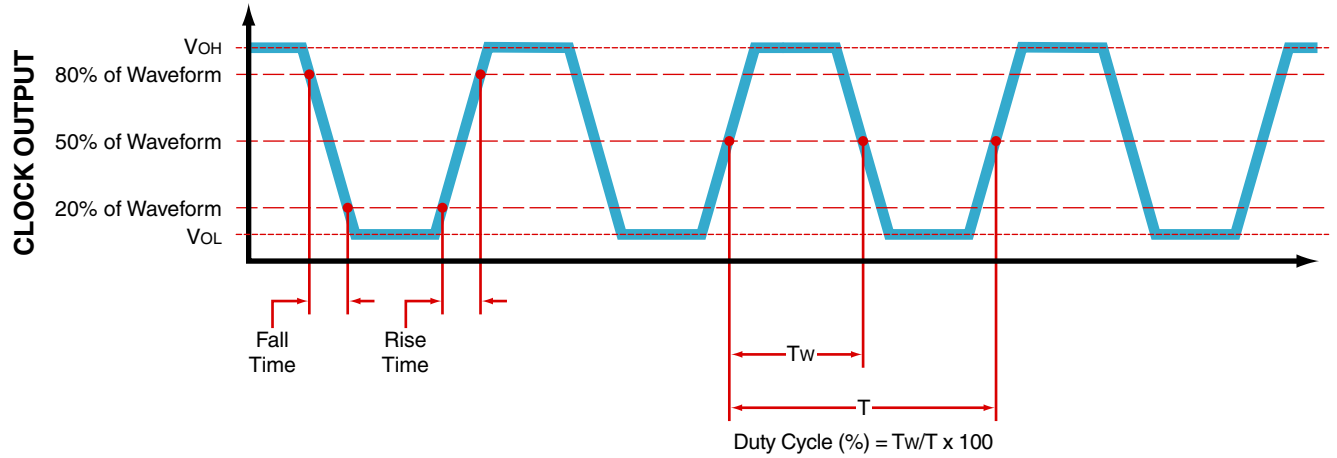 CLOCK OUTPUT
VOH
80% of Waveform
50% of Waveform
20% of Waveform
VOL
Fall
Time
Rise
Time
TW
T
Duty Cycle (%) = TW/T x 100